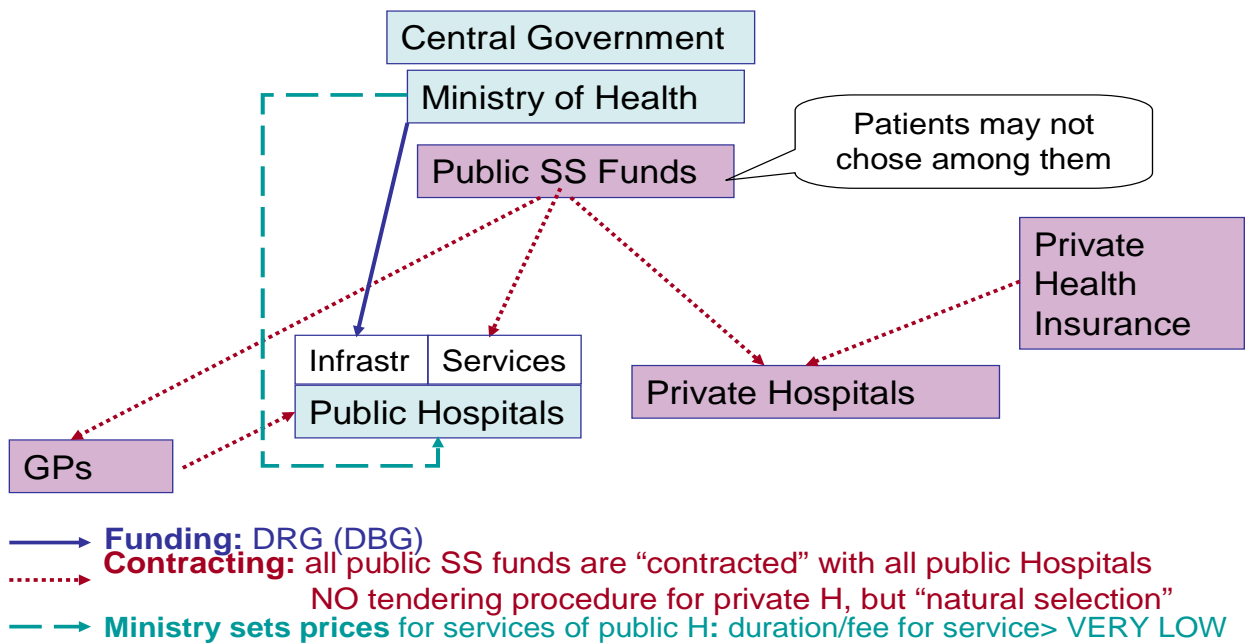 Central Government
Ministry of Health
Patients may not
chose among them
Public SS Funds
Private
Health
Insurance
Infrastr
Services
Private Hospitals
Public Hospitals
GPs
Funding: DRG (DBG)
Contracting: all public SS funds are “contracted” with all public Hospitals
NO tendering procedure for private H, but “natural selection”
Ministry sets prices for services of public H: duration/fee for service> VERY LOW